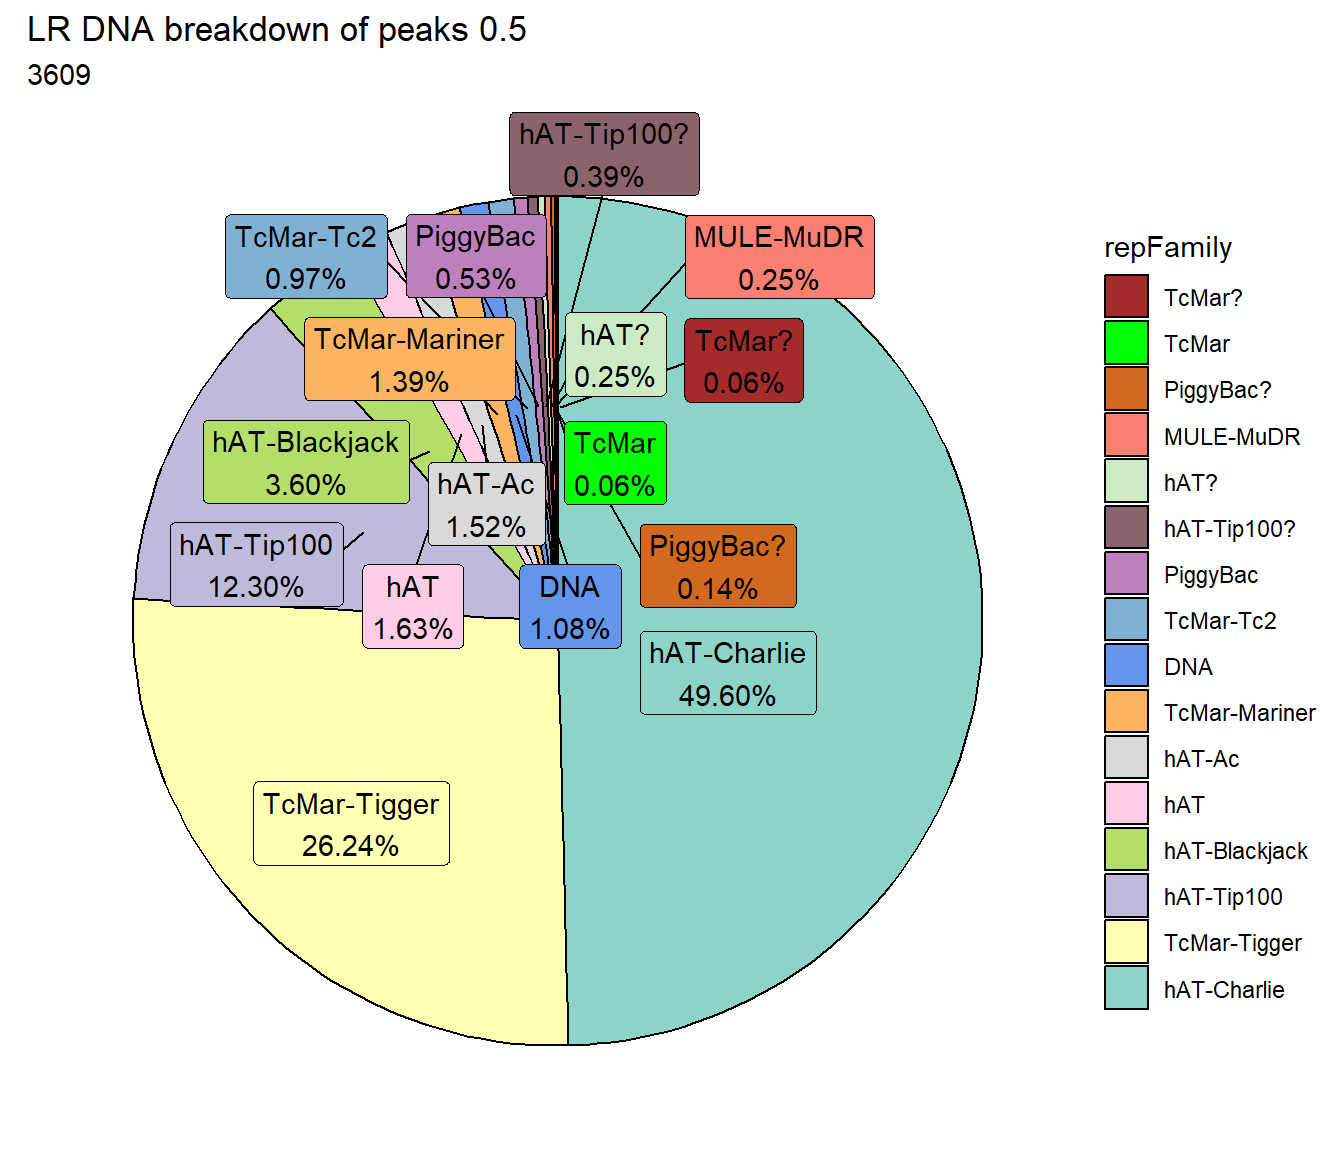 LR DNA breakdown of peaks 0.5
3609
hAT-Tip100?
0.39%
TcMar-Tc2
0.97%
PiggyBac
0.53%
MULE-MuDR
0.25%
TcMar-Mariner
1.39%
hAT?
0.25%
TcMar?
0.06%
hAT-Blackjack
3.60%
hAT-Ac
1.52%
TcMar
0.06%
hAT-Tip100
12.30%
hAT
1.63%
DNA
1.08%
PiggyBac?
0.14%
hAT-Charlie
49.60%
TcMar-Tigger
26.24%
repFamily
TcMar?
TcMar
PiggyBac?
MULE-MuDR
hAT?
hAT-Tip100?
PiggyBac
TcMar-Tc2
DNA
TcMar-Mariner
hAT-Ac
hAT
hAT-Blackjack
hAT-Tip100
TcMar-Tigger
hAT-Charlie